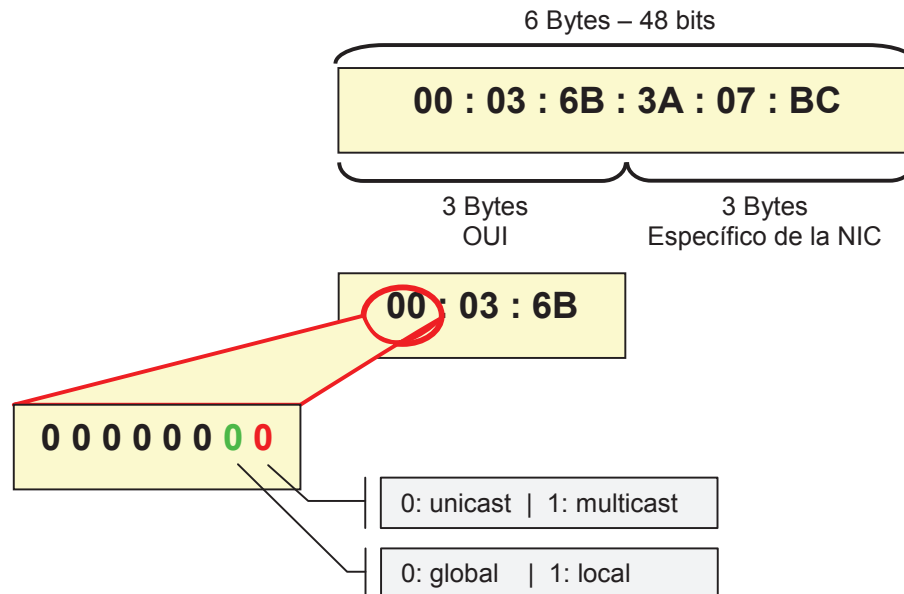 6 Bytes – 48 bits
00 : 03 : 6B : 3A : 07 : BC
3 Bytes
OUI
3 Bytes
Específico de la NIC
00 : 03 : 6B
0 0 0 0 0 0 0 0
0: unicast | 1: multicast
0: global | 1: local